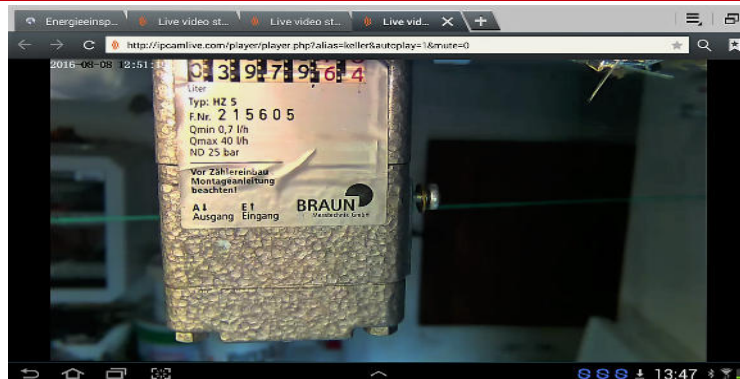 Energieeinsp...
Live video st...
Live video st...
Live vid...
http://ipcamlive.com/player/player.php?alias=keller&autoplay=1&mute=0
2016-08-08 12:51:
0 3 9 7 9 6 4
Liter
Typ: HZ 5
F.Nr. 2 1 5 6 0 5
Qmin 0,7 l/h
Qmax 40 l/h
ND 25 bar
Vor Zählereinbau
Montageanleitung
beachten!
A↓ E↑
Ausgang Eingang
BRAUN
Messtechnik GmbH
13:47